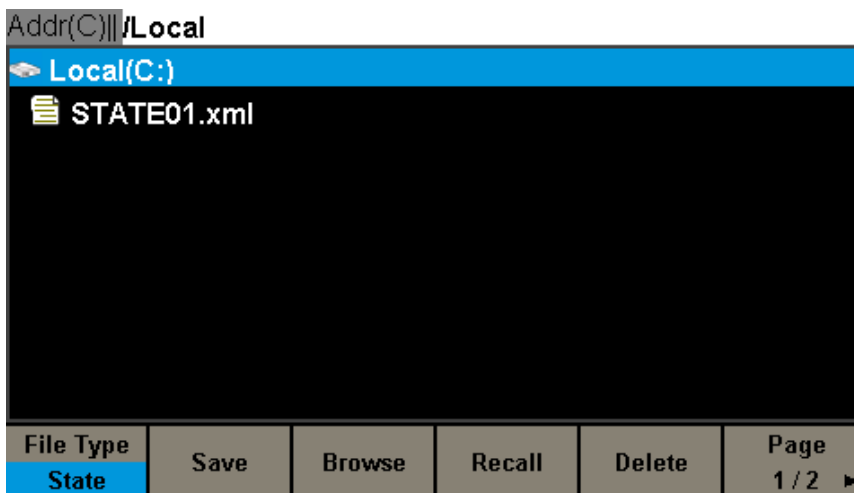 Addr(C)|| /Local
Local(C:)
STATE01.xml
File Type
State
Save
Browse
Recall
Delete
Page
1 / 2